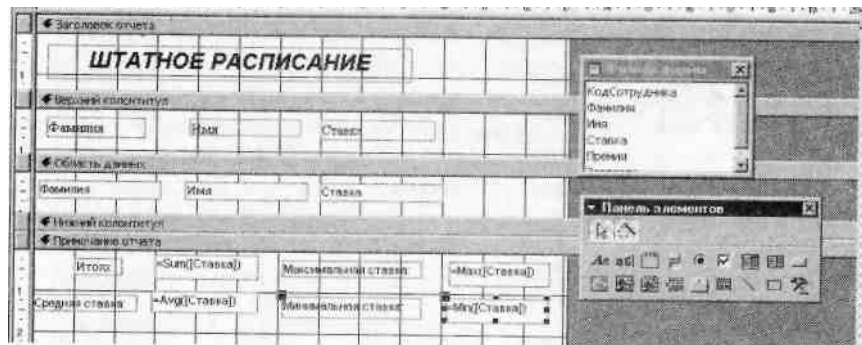 Заголовок отчета
ШТАТНОЕ РАСПИСАНИЕ
Верхний колонтитул
Фамилия Имя Ставка
Область данных
Фамилия Имя Ставка
Нижний колонтитул
Примечание отчета
Итого: =Sum([Ставка]) Максимальная ставка: =Max([Ставка])
Средняя ставка: =Avg([Ставка]) Минимальная ставка: =Min([Ставка])
КодСотрудника
Фамилия
Имя
Ставка
Премия
Панель элементов
Aa ab